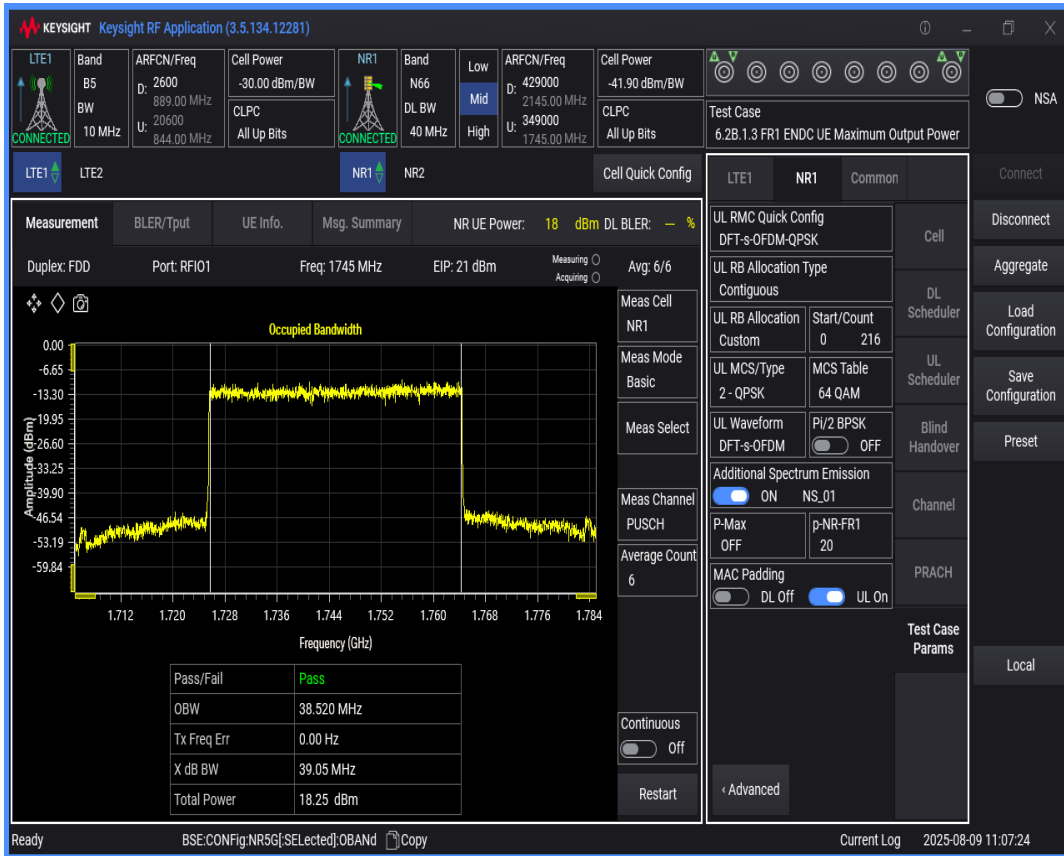 KEYSIGHT Keysight RF Application (3.5.134.12281)
LTE1 Band ARFCN/Freq Cell Power NR1 Band Low ARFCN/Freq Cell Power
B5 D: 2600 -30.00 dBm/BW N66 D: 429000 -41.90 dBm/BW
889.00 MHz 2145.00 MHz
BW CLPC DL BW Mid CLPC Test Case
CONNECTED 10 MHz U: 20600 All Up Bits CONNECTED 40 MHz High U: 349000 All Up Bits 6.2B.1.3 FR1 ENDC UE Maximum Output Power
844.00 MHz 1745.00 MHz
NSA
LTE1 LTE2 NR1 NR2 Cell Quick Config
LTE1 NR1 Common Connect
Measurement BLER/Tput UE Info. Msg. Summary NR UE Power: 18 dBm DL BLER: — %
Duplex: FDD Port: RFIO1 Freq: 1745 MHz EIP: 21 dBm Measuring Avg: 6/6
Acquiring
Occupied Bandwidth
Amplitude (dBm)
0.00
-6.65
-13.30
-19.95
-26.60
-33.25
-39.90
-46.54
-53.19
-59.84
1.712 1.720 1.728 1.736 1.744 1.752 1.760 1.768 1.776 1.784
Frequency (GHz)
Pass/Fail Pass
OBW 38.520 MHz
Tx Freq Err 0.00 Hz
X dB BW 39.05 MHz
Total Power 18.25 dBm
Meas Cell
NR1
Meas Mode
Basic
Meas Select
Meas Channel
PUSCH
Average Count
6
Continuous
Off
Restart
UL RMC Quick Config
DFT-s-OFDM-QPSK
UL RB Allocation Type
Contiguous
UL RB Allocation Start/Count
Custom 0 216
UL MCS/Type MCS Table
2 - QPSK 64 QAM
UL Waveform Pi/2 BPSK
DFT-s-OFDM OFF
Additional Spectrum Emission
ON NS_01
P-Max p-NR-FR1
OFF 20
MAC Padding
DL Off UL On
‹ Advanced
Cell
DL
Scheduler
UL
Scheduler
Blind
Handover
Channel
PRACH
Test Case
Params
Disconnect
Aggregate
Load
Configuration
Save
Configuration
Preset
Local
Ready BSE:CONFig:NR5G[:SELected]:OBANd Copy Current Log 2025-08-09 11:07:24